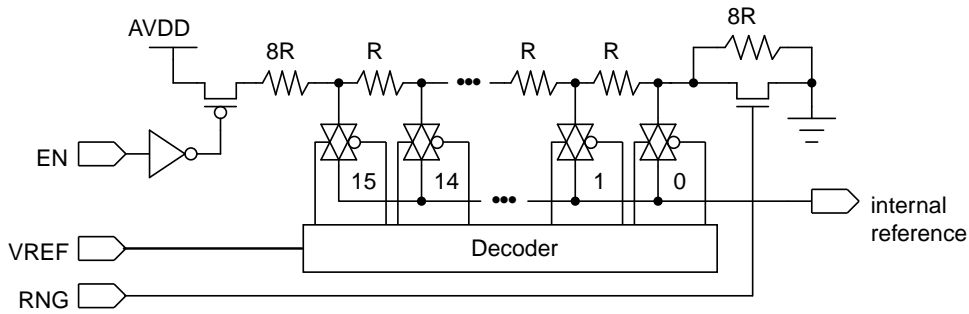 AVDD
8R
R
R
R
8R
EN
15
14
1
0
internal
reference
VREF
Decoder
RNG